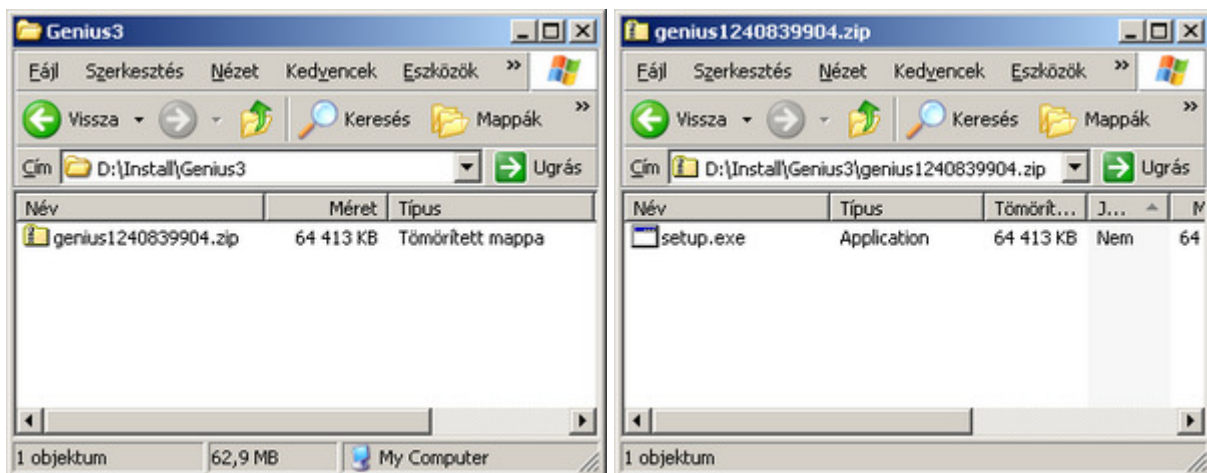 Genius3
Fájl Szerkesztés Nézet Kedvencek Eszközök »
Vissza Keresés Mappák »
Cím D:\Install\Genius3 Ugrás
Név Méret Típus
genius1240839904.zip 64 413 KB Tömörített mappa
1 objektum 62,9 MB My Computer
genius1240839904.zip
Fájl Szerkesztés Nézet Kedvencek Eszközök »
Vissza Keresés Mappák »
Cím D:\Install\Genius3\genius1240839904.zip Ugrás
Név Típus Tömörít... J... M
setup.exe Application 64 413 KB Nem 64
1 objektum